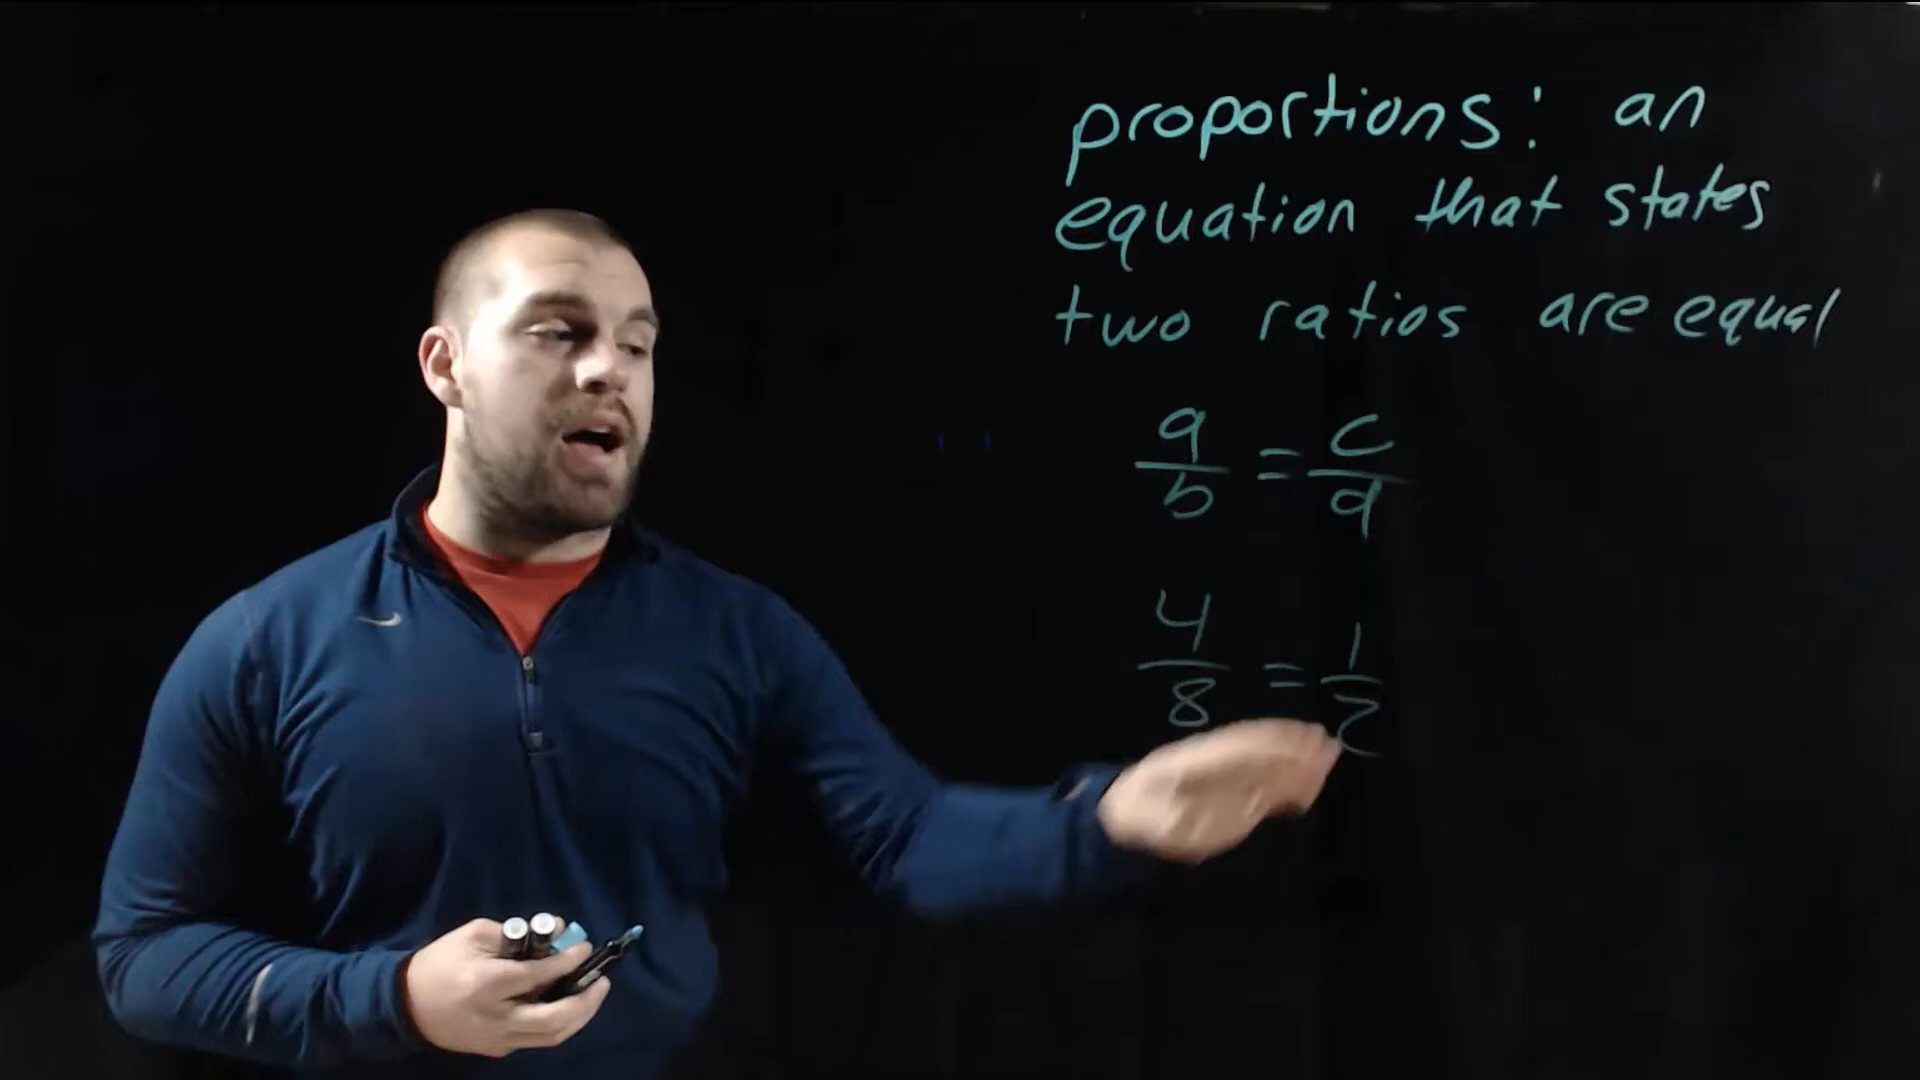 proportions: an
equation that states
two ratios are equal
a/b = c/d
4/8 = 1/2